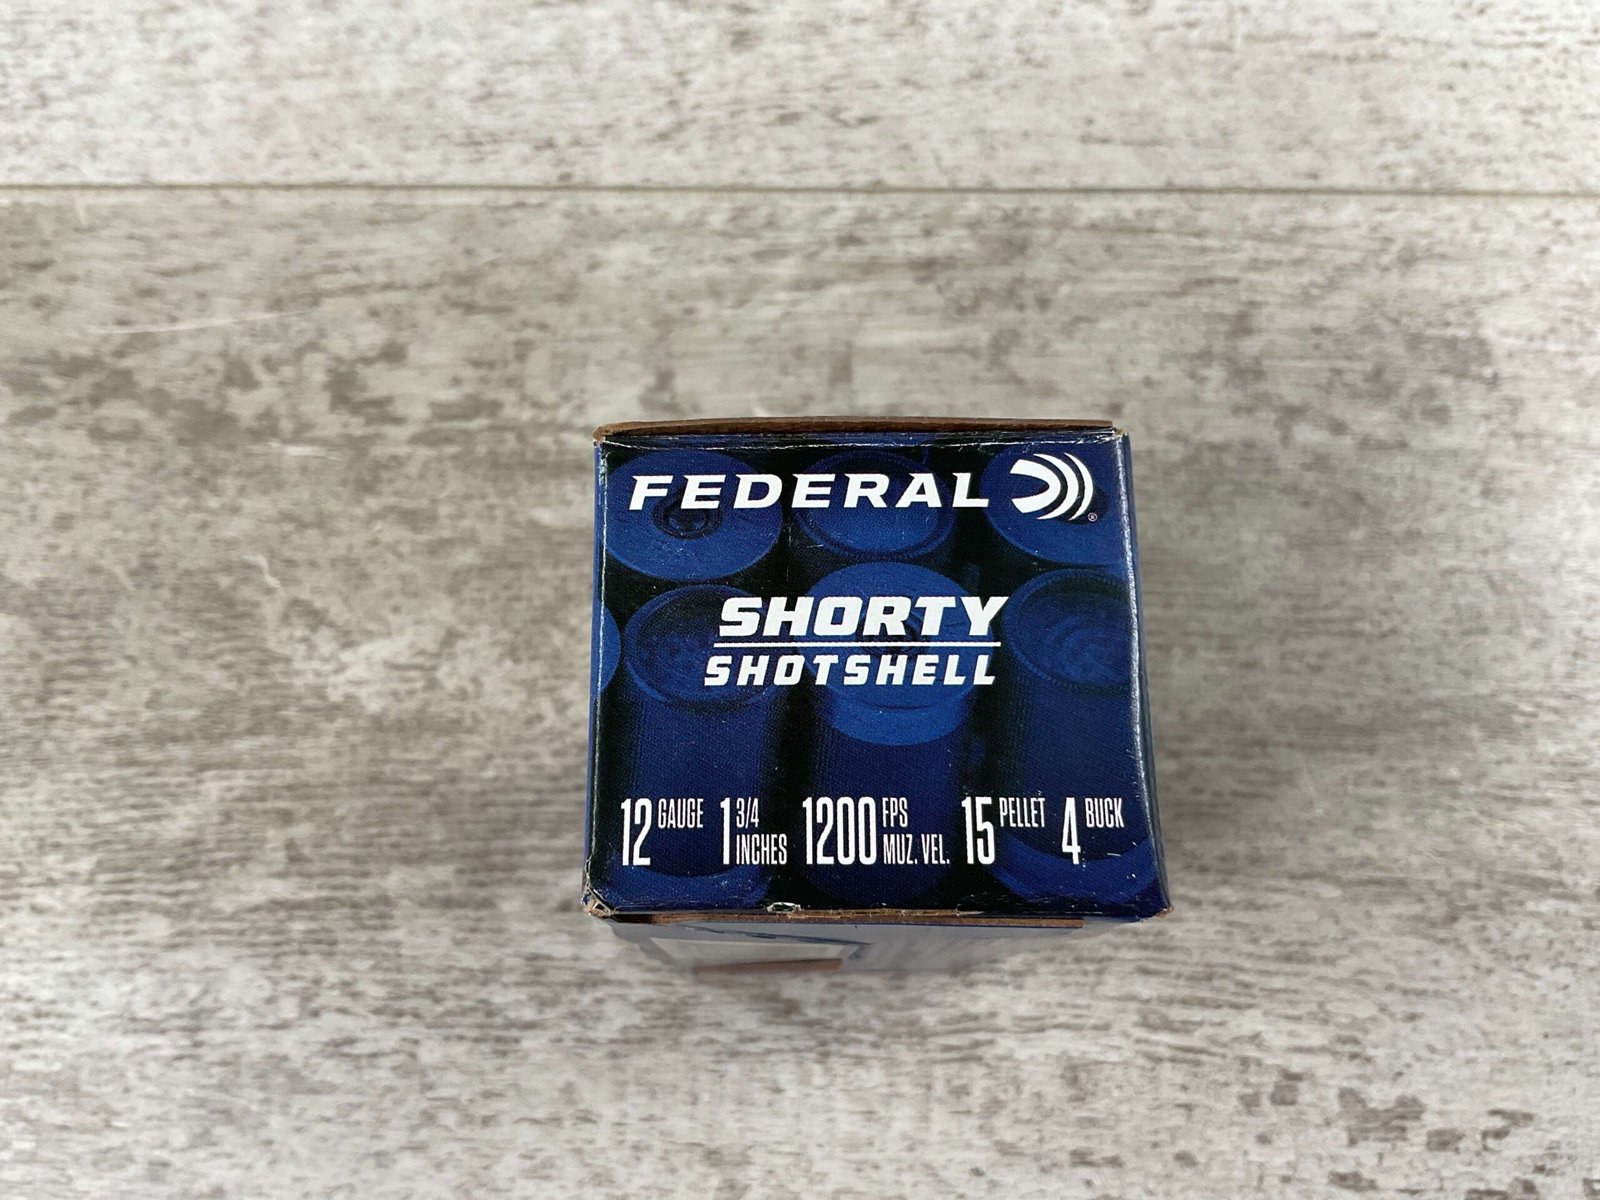 FEDERAL ®
SHORTY
SHOTSHELL
12 GAUGE 1 3/4 INCHES 1200 FPS MUZ. VEL. 15 PELLET 4 BUCK